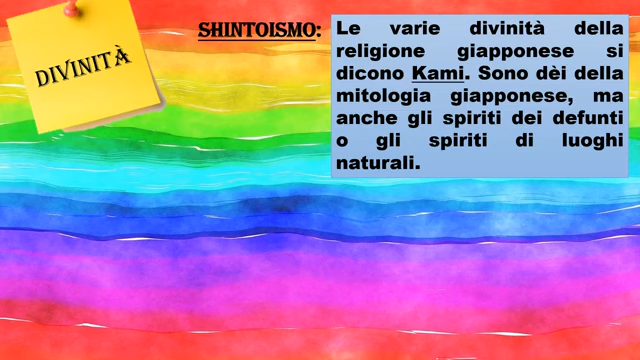 DIVINITÀ
SHINTOISMO:
Le varie divinità della
religione giapponese si
dicono Kami. Sono dèi della
mitologia giapponese, ma
anche gli spiriti dei defunti
o gli spiriti di luoghi
naturali.